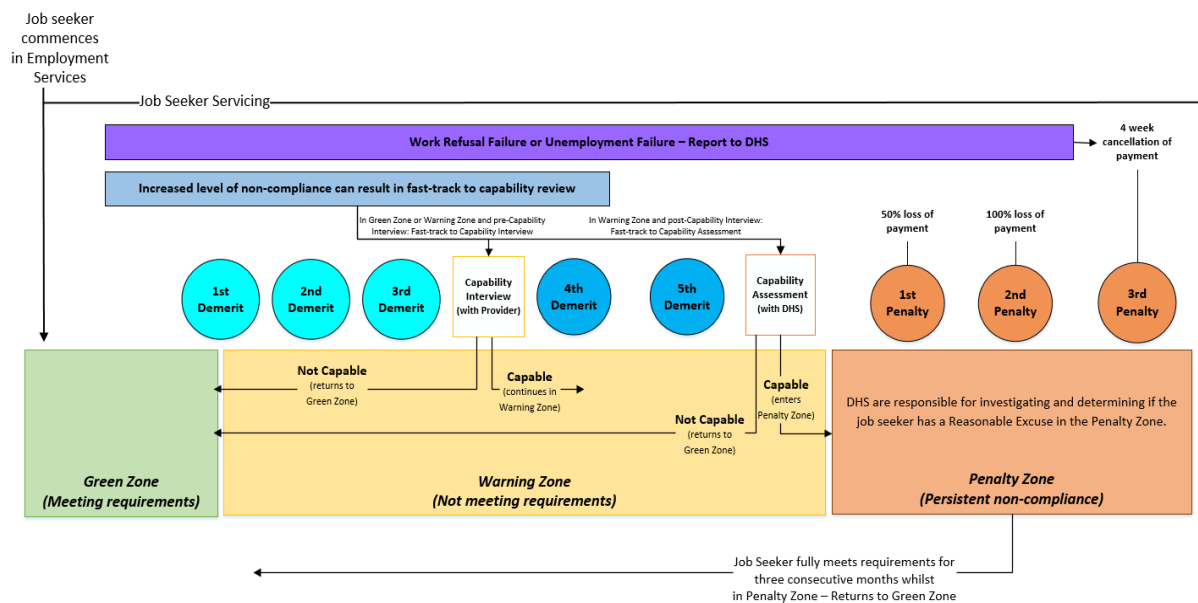 Job seeker
commences
in Employment
Services
Job Seeker Servicing
Work Refusal Failure or Unemployment Failure – Report to DHS
4 week
cancellation of
payment
Increased level of non-compliance can result in fast-track to capability review
In Green Zone or Warning Zone and pre-Capability
Interview: Fast-track to Capability Interview
In Warning Zone and post-Capability Interview:
Fast-track to Capability Assessment
50% loss of
payment
100% loss of
payment
1st
Demerit
2nd
Demerit
3rd
Demerit
Capability
Interview
(with Provider)
4th
Demerit
5th
Demerit
Capability
Assessment
(with DHS)
1st
Penalty
2nd
Penalty
3rd
Penalty
Not Capable
(returns to
Green Zone)
Capable
(continues in
Warning Zone)
Not Capable
(returns to
Green Zone)
Capable
(enters
Penalty Zone)
DHS are responsible for investigating and determining if the
job seeker has a Reasonable Excuse in the Penalty Zone.
Green Zone
(Meeting requirements)
Warning Zone
(Not meeting requirements)
Penalty Zone
(Persistent non-compliance)
Job Seeker fully meets requirements for
three consecutive months whilst
in Penalty Zone – Returns to Green Zone